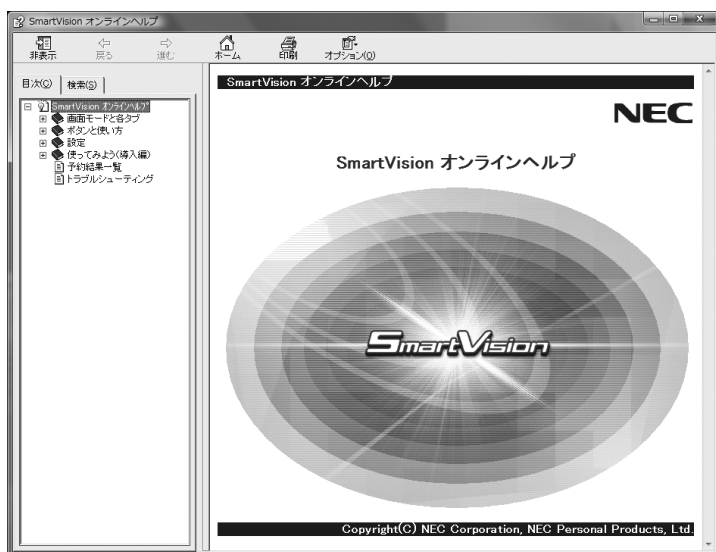 SmartVision オンラインヘルプ
非表示 戻る 進む ホーム 印刷 オプション(O)
目次(C) 検索(S)
SmartVision オンラインヘルプ
画面モードと各タブ
ボタンと使い方
設定
使ってみよう(導入編)
予約結果一覧
トラブルシューティング
SmartVision オンラインヘルプ
NEC
SmartVision オンラインヘルプ
SmartVision
Copyright(C) NEC Corporation, NEC Personal Products, Ltd.